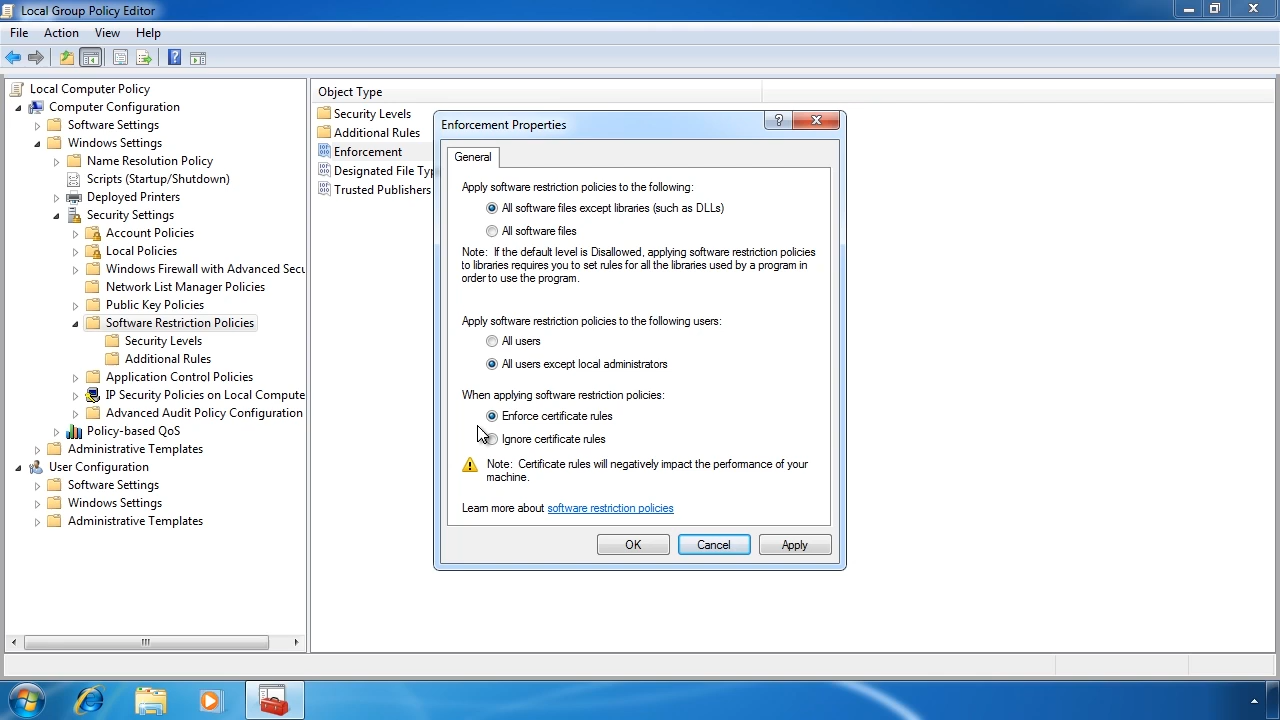 Local Group Policy Editor
File Action View Help
Local Computer Policy
Computer Configuration
Software Settings
Windows Settings
Name Resolution Policy
Scripts (Startup/Shutdown)
Deployed Printers
Security Settings
Account Policies
Local Policies
Windows Firewall with Advanced Secu
Network List Manager Policies
Public Key Policies
Software Restriction Policies
Security Levels
Additional Rules
Application Control Policies
IP Security Policies on Local Compute
Advanced Audit Policy Configuration
Policy-based QoS
Administrative Templates
User Configuration
Software Settings
Windows Settings
Administrative Templates
Object Type
Security Levels
Additional Rules
Enforcement
Designated File Typ
Trusted Publishers
Enforcement Properties
General
Apply software restriction policies to the following:
All software files except libraries (such as DLLs)
All software files
Note: If the default level is Disallowed, applying software restriction policies
to libraries requires you to set rules for all the libraries used by a program in
order to use the program.
Apply software restriction policies to the following users:
All users
All users except local administrators
When applying software restriction policies:
Enforce certificate rules
Ignore certificate rules
Note: Certificate rules will negatively impact the performance of your
machine.
Learn more about software restriction policies
OK Cancel Apply